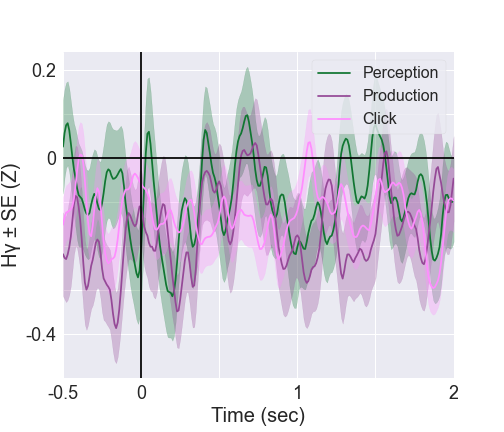 Hγ ± SE (Z)
0.2
0
-0.4
Perception
Production
Click
-0.5
0
1
2
Time (sec)